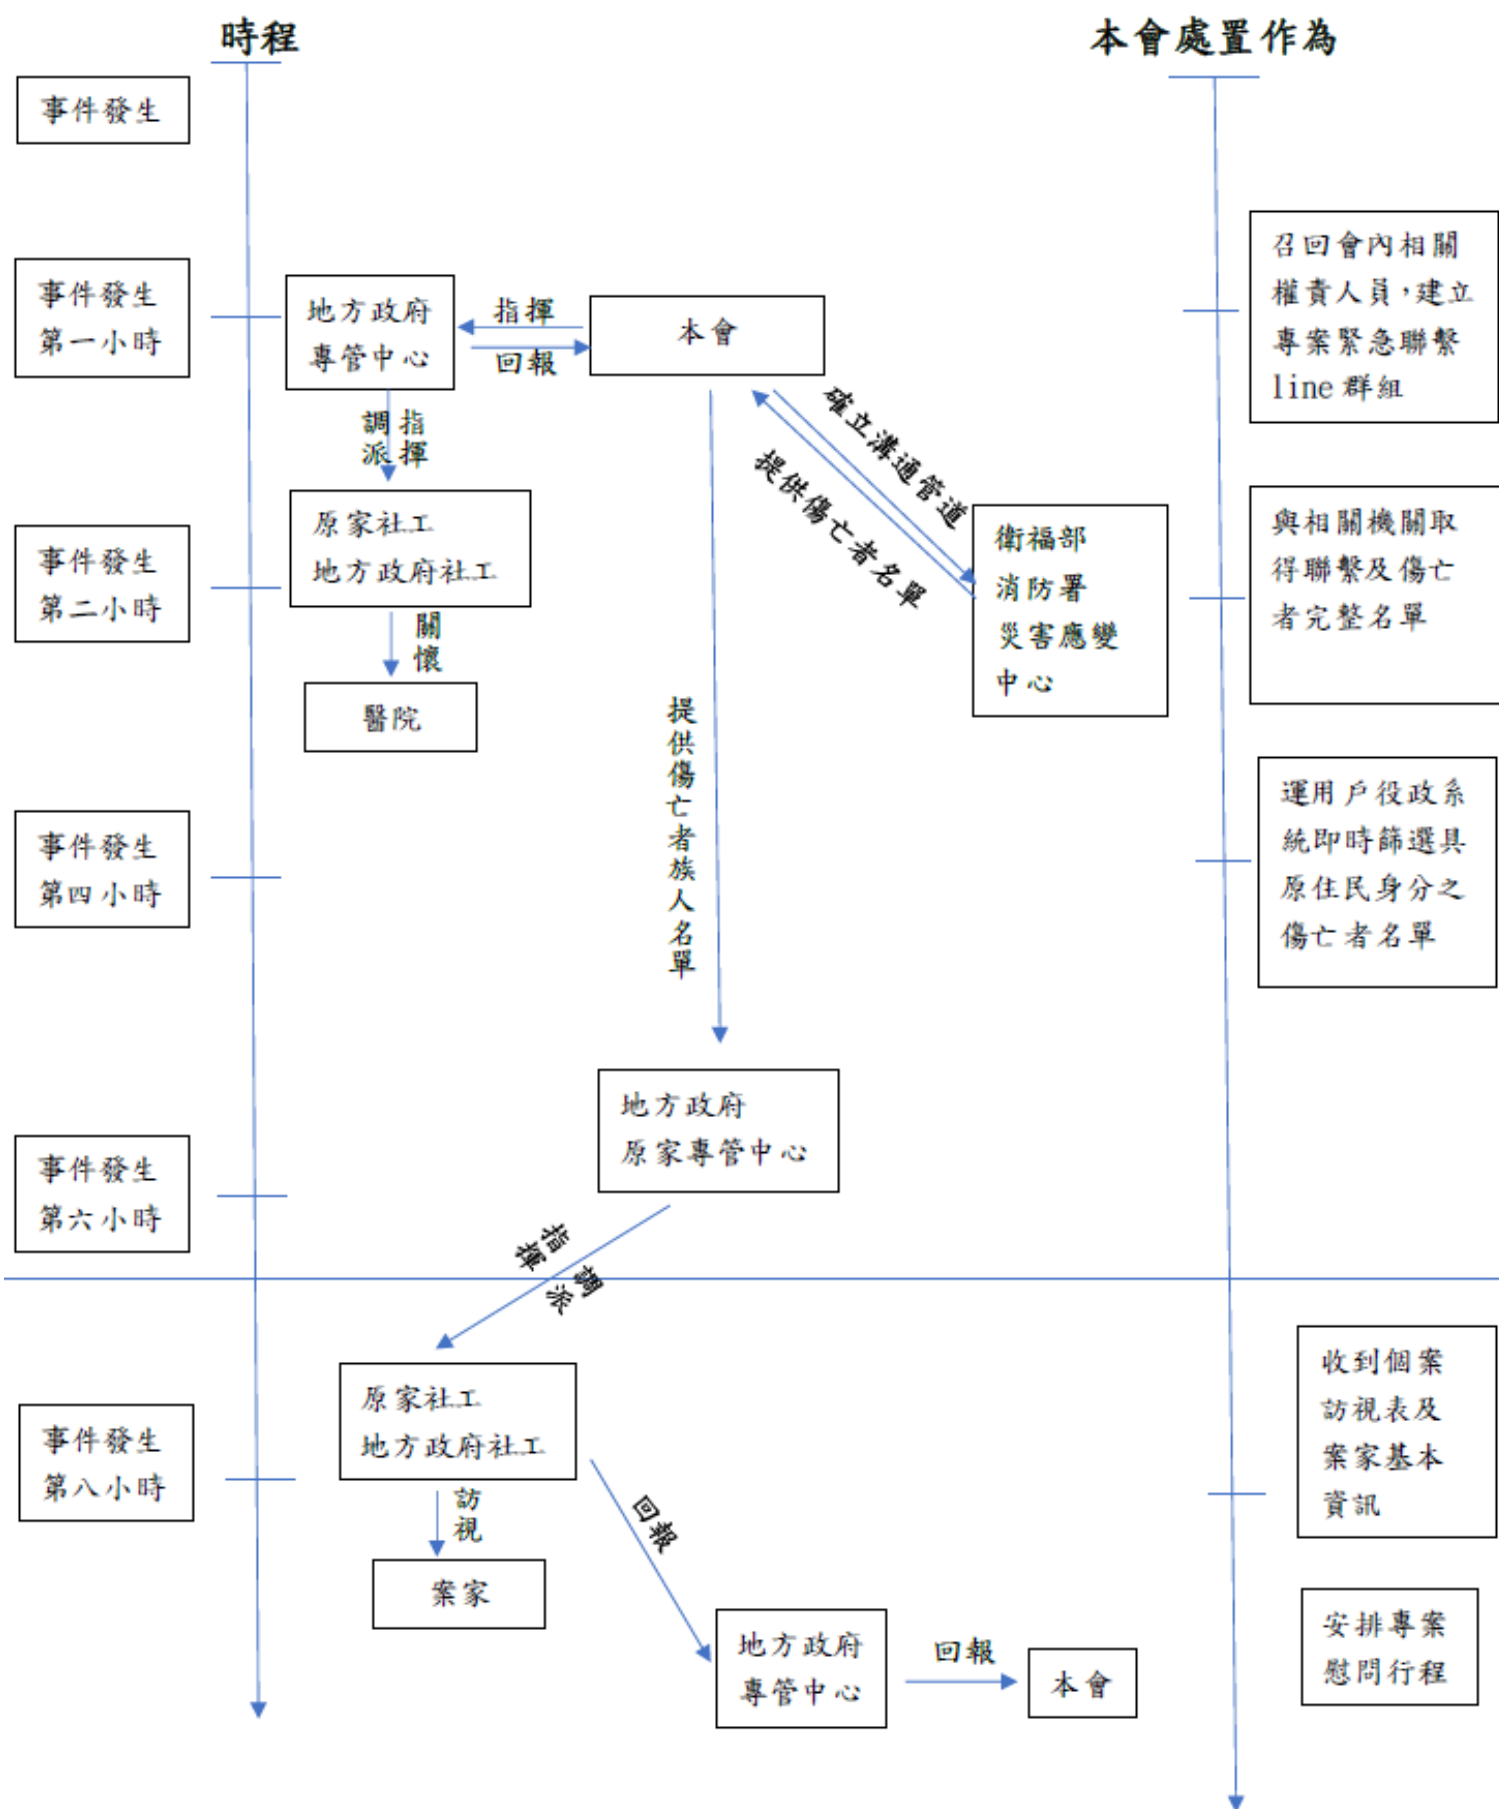 時程
本會處置作為
事件發生
召回會內相關
權責人員,建立
專案緊急聯繫
line 群組
事件發生
第一小時
地方政府
專管中心
指揮
回報
本會
調派
指揮
確立溝通管道
提供傷亡者名單
原家社工
地方政府社工
事件發生
第二小時
衛福部
消防署
災害應變
中心
與相關機關取
得聯繫及傷亡
者完整名單
關懷
醫院
提供傷亡者族人名單
事件發生
第四小時
運用戶役政系
統即時篩選具
原住民身分之
傷亡者名單
地方政府
原家專管中心
事件發生
第六小時
指揮
調派
原家社工
地方政府社工
事件發生
第八小時
收到個案
訪視表及
案家基本
資訊
訪視
回報
案家
地方政府
專管中心
回報
本會
安排專案
慰問行程